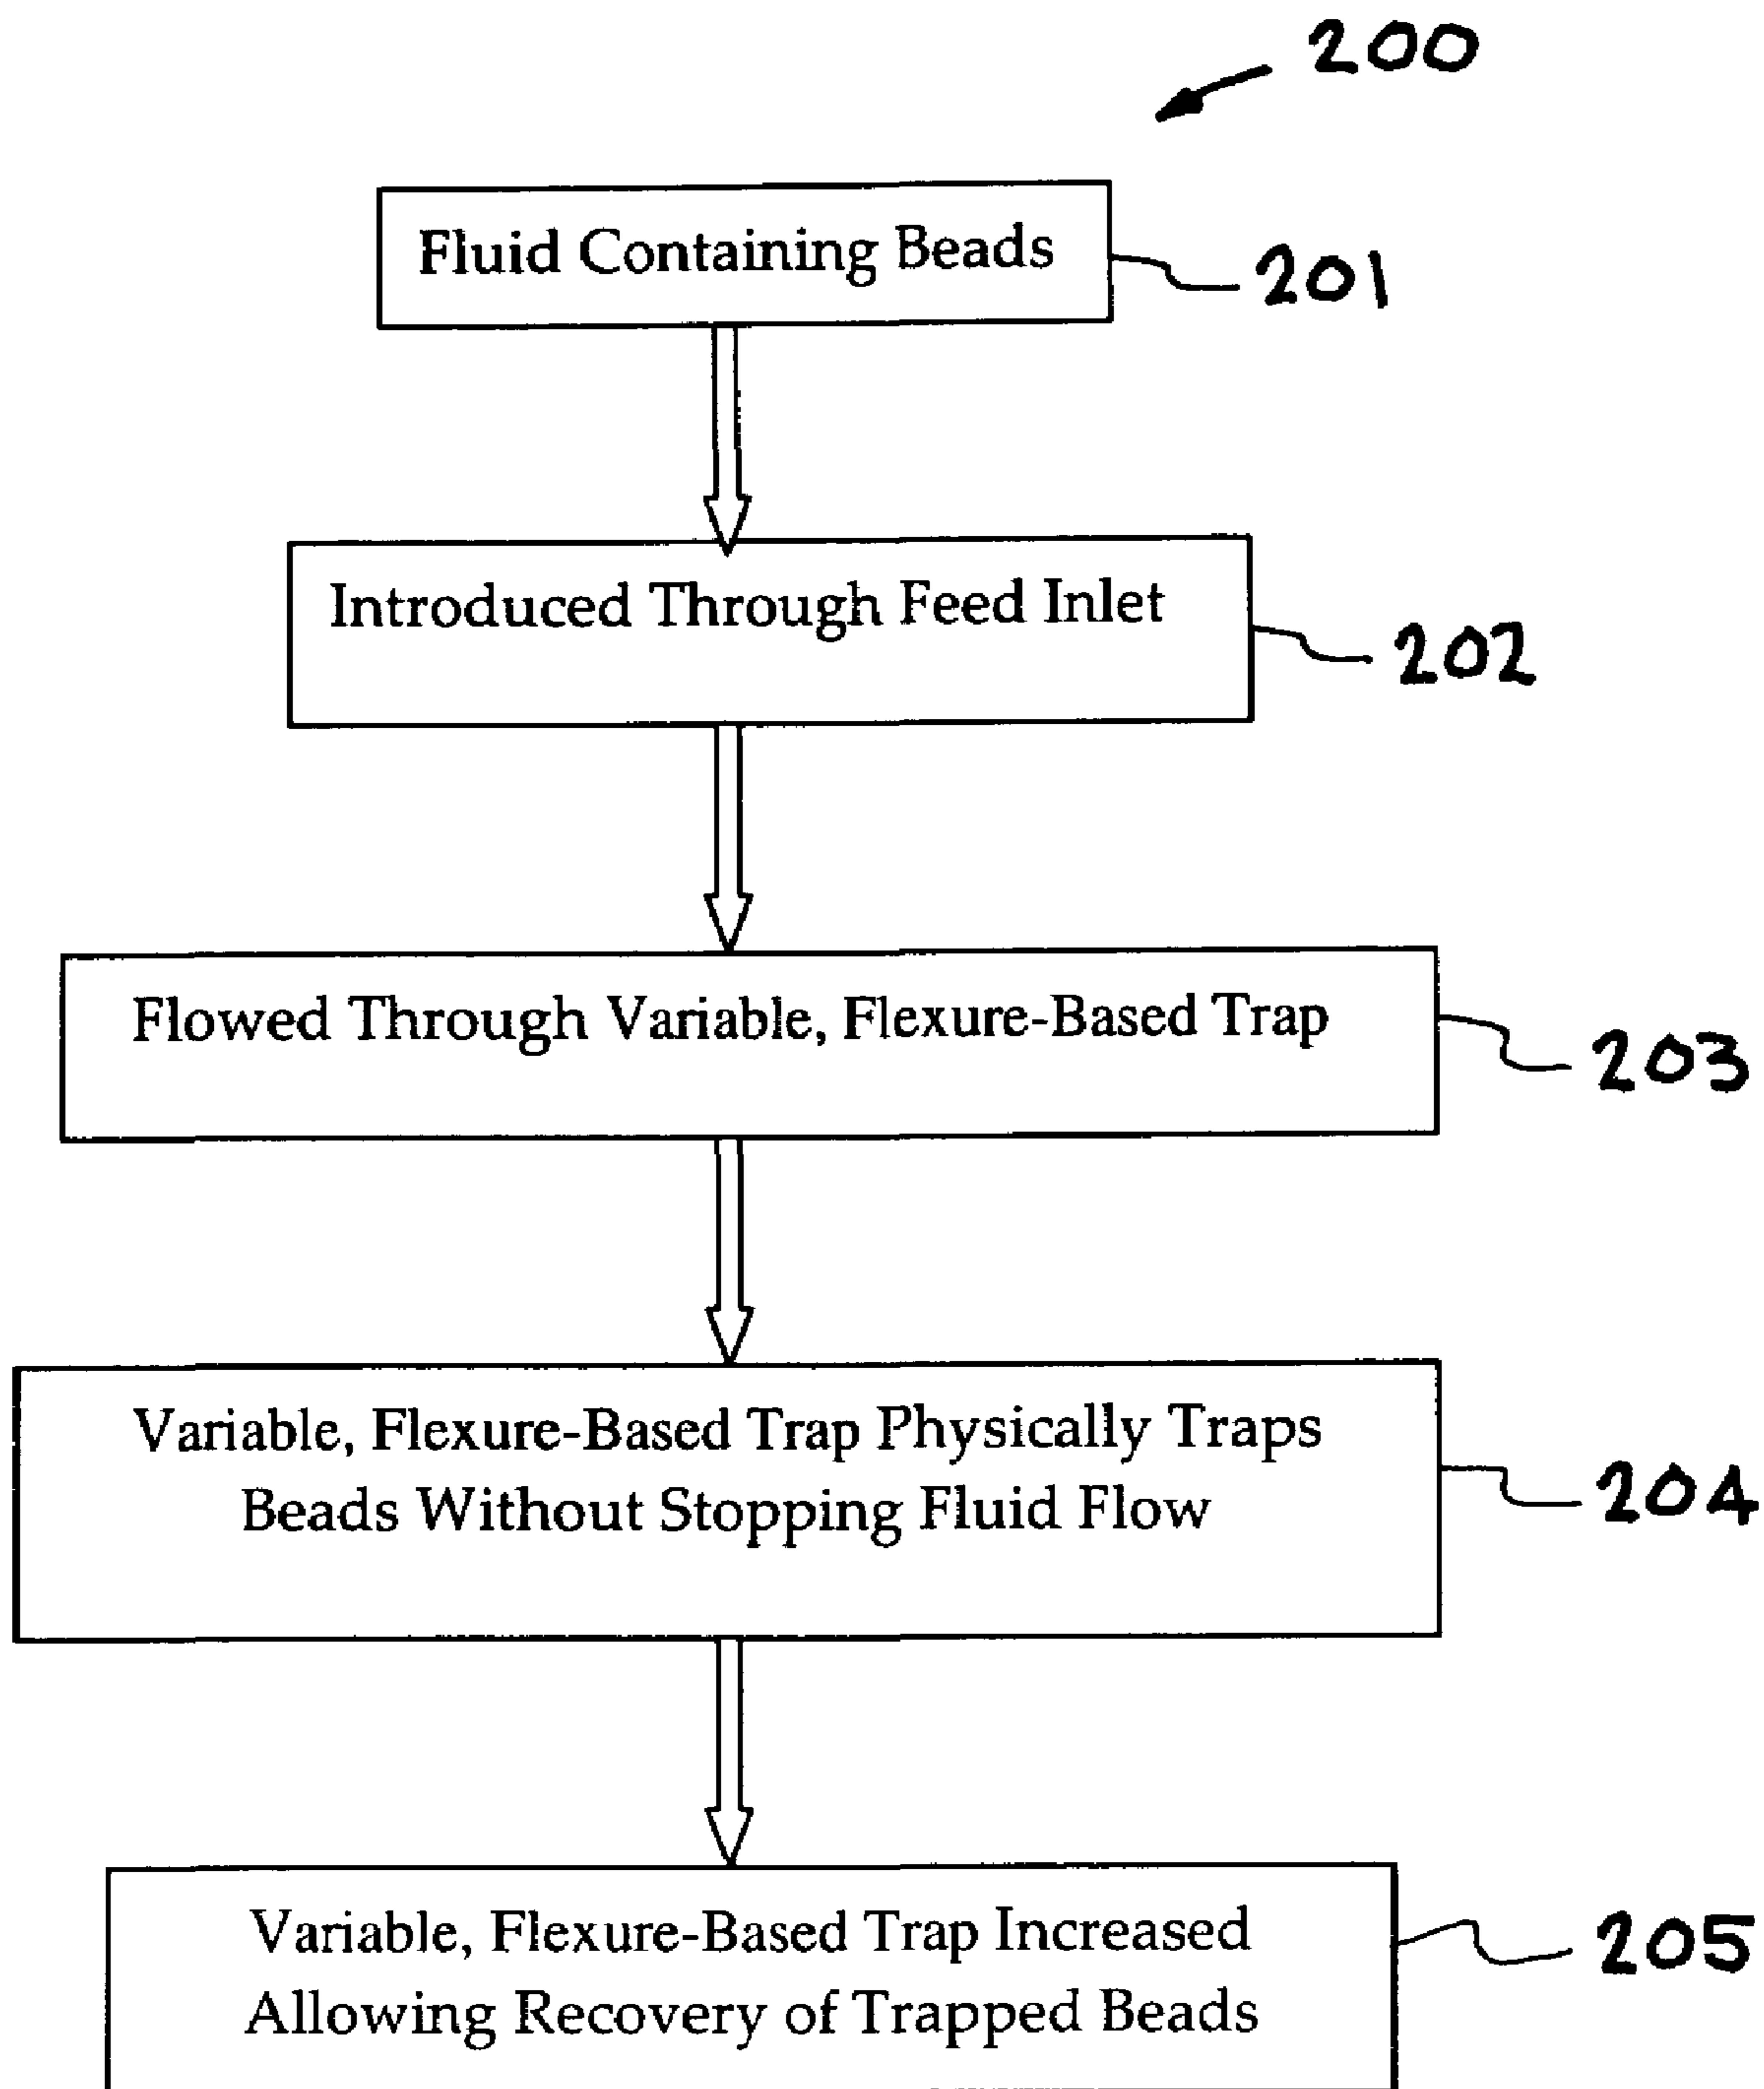 200
Fluid Containing Beads
201
Introduced Through Feed Inlet
202
Flowed Through Variable, Flexure-Based Trap
203
Variable, Flexure-Based Trap Physically Traps
Beads Without Stopping Fluid Flow
204
Variable, Flexure-Based Trap Increased
Allowing Recovery of Trapped Beads
205